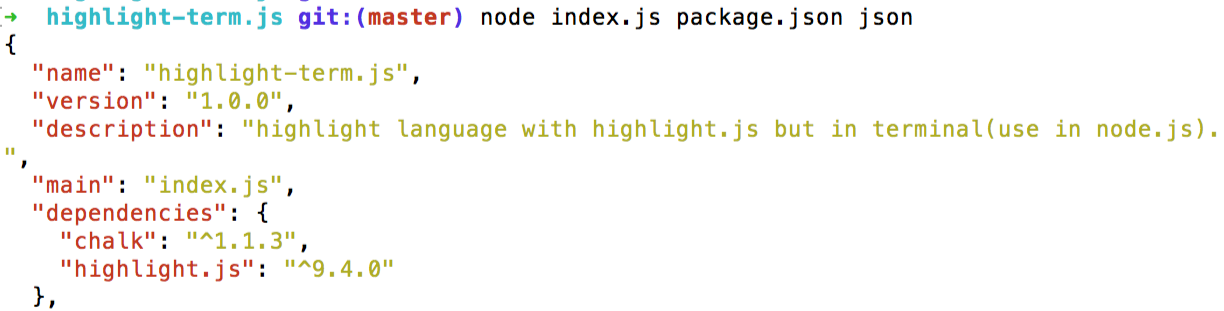 → highlight-term.js git:(master) node index.js package.json json
{
  "name": "highlight-term.js",
  "version": "1.0.0",
  "description": "highlight language with highlight.js but in terminal(use in node.js).
",
  "main": "index.js",
  "dependencies": {
    "chalk": "^1.1.3",
    "highlight.js": "^9.4.0"
  },